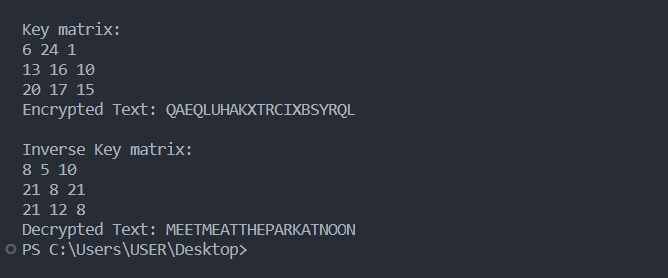 Key matrix:
6 24 1
13 16 10
20 17 15
Encrypted Text: QAEQLUHAKXTRCIXBSYRQL
Inverse Key matrix:
8 5 10
21 8 21
21 12 8
Decrypted Text: MEETMEATTHEPARKATNOON
PS C:\Users\USER\Desktop>